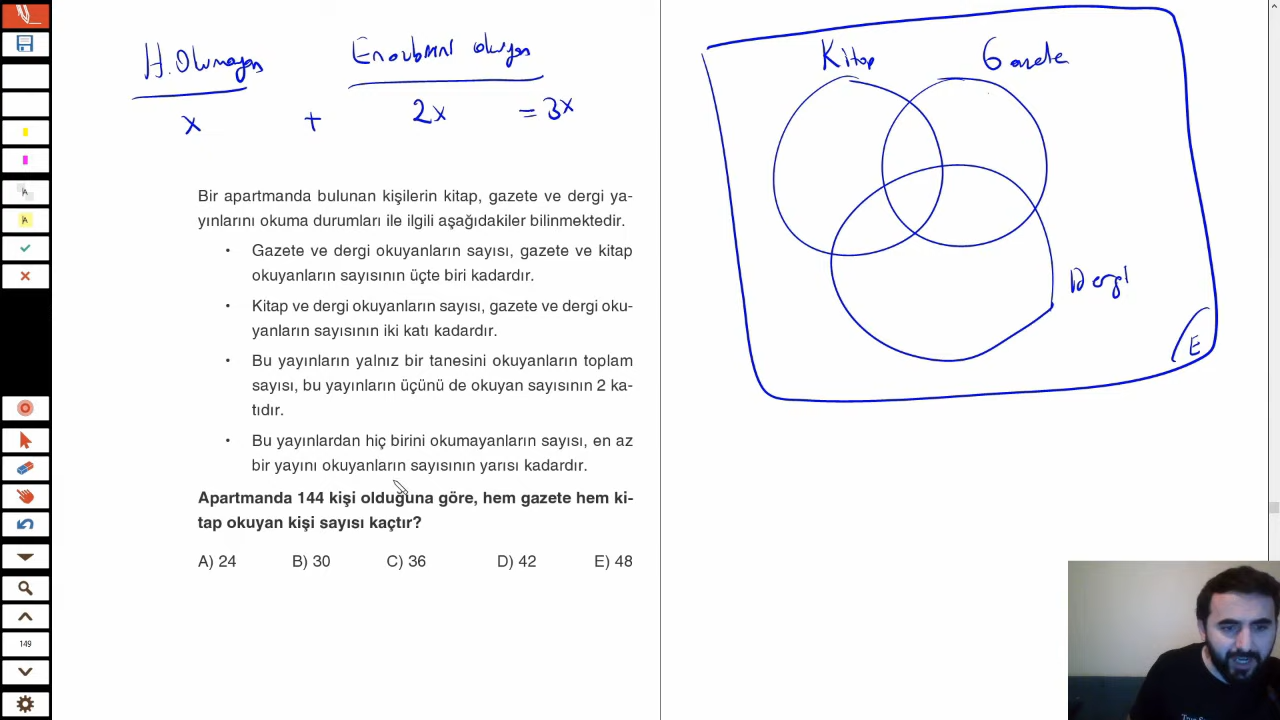 H. Okumayan
En az birini okuyan
x + 2x = 3x
Kitap Gazete
Dergi
E
Bir apartmanda bulunan kişilerin kitap, gazete ve dergi ya-
yınlarını okuma durumları ile ilgili aşağıdakiler bilinmektedir.
• Gazete ve dergi okuyanların sayısı, gazete ve kitap
okuyanların sayısının üçte biri kadardır.
• Kitap ve dergi okuyanların sayısı, gazete ve dergi oku-
yanların sayısının iki katı kadardır.
• Bu yayınların yalnız bir tanesini okuyanların toplam
sayısı, bu yayınların üçünü de okuyan sayısının 2 ka-
tıdır.
• Bu yayınlardan hiç birini okumayanların sayısı, en az
bir yayını okuyanların sayısının yarısı kadardır.
Apartmanda 144 kişi olduğuna göre, hem gazete hem ki-
tap okuyan kişi sayısı kaçtır?
A) 24 B) 30 C) 36 D) 42 E) 48
A
A
149